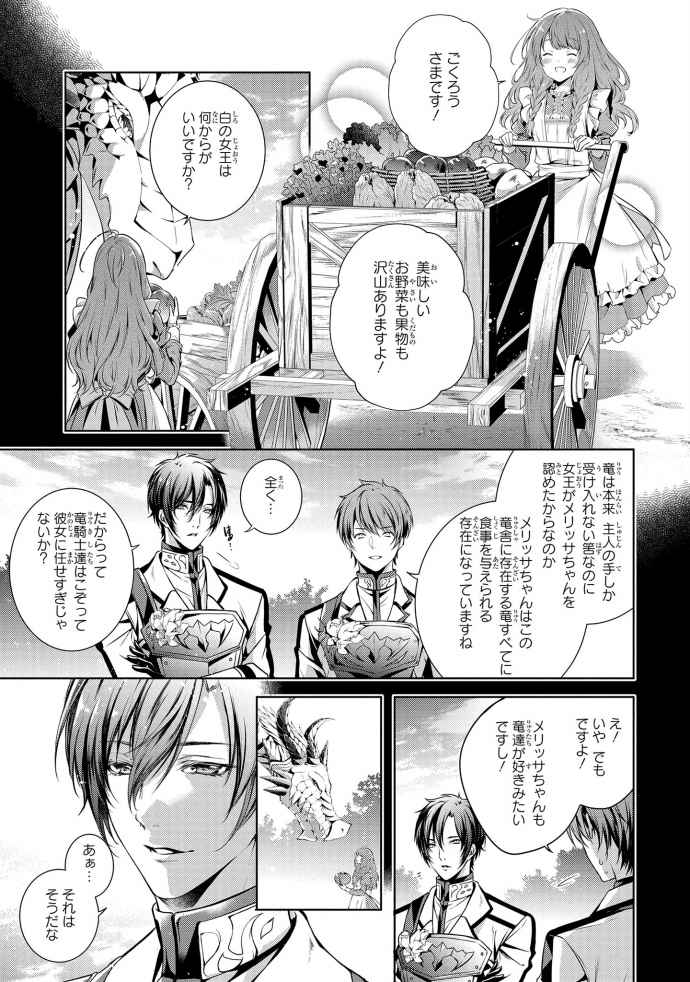 ごくろう
さまです！
美味しい
お野菜も果物も
沢山ありますよ！
白の女王は
何からが
いいですか？
竜は本来 主人の手しか
受け入れない筈なのに
女王がメリッサちゃんを
認めたからなのか
メリッサちゃんはこの
竜舎に存在する竜すべてに
食事を与えられる
存在になっていますね
全く…
だからって
竜騎士達はこぞって
彼女に任せすぎじゃ
ないか？
え！
いや でも
ですよ！
メリッサちゃんも
竜達が好きみたい
ですし！
あぁ…
それは
そうだな